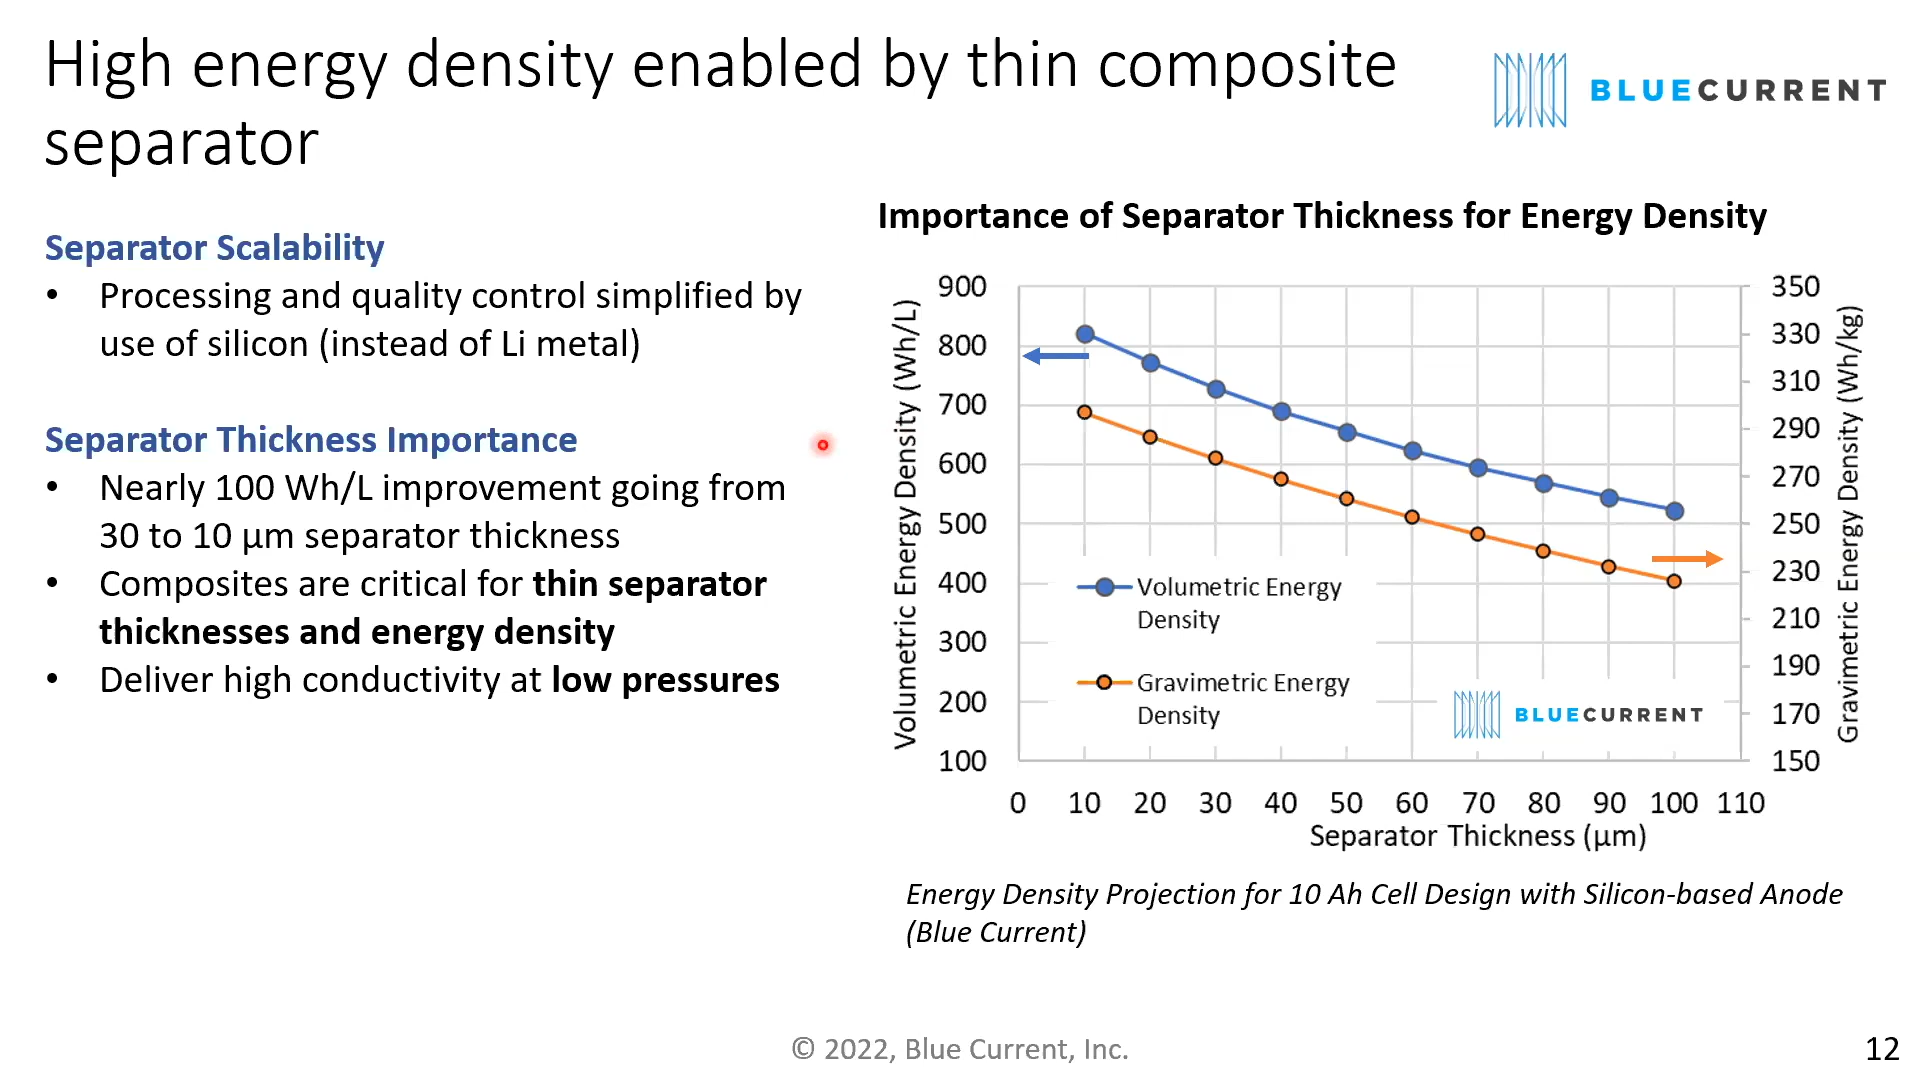 High energy density enabled by thin composite
separator
BLUECURRENT
Separator Scalability
• Processing and quality control simplified by
use of silicon (instead of Li metal)
Separator Thickness Importance
• Nearly 100 Wh/L improvement going from
30 to 10 µm separator thickness
• Composites are critical for thin separator
thicknesses and energy density
• Deliver high conductivity at low pressures
Importance of Separator Thickness for Energy Density
Volumetric Energy Density (Wh/L)
900
800
700
600
500
400
300
200
100
350
330
310
290
270
250
230
210
190
170
150
Gravimetric Energy Density (Wh/kg)
Volumetric Energy
Density
Gravimetric Energy
Density
BLUECURRENT
0 10 20 30 40 50 60 70 80 90 100 110
Separator Thickness (µm)
Energy Density Projection for 10 Ah Cell Design with Silicon-based Anode
(Blue Current)
© 2022, Blue Current, Inc.
12